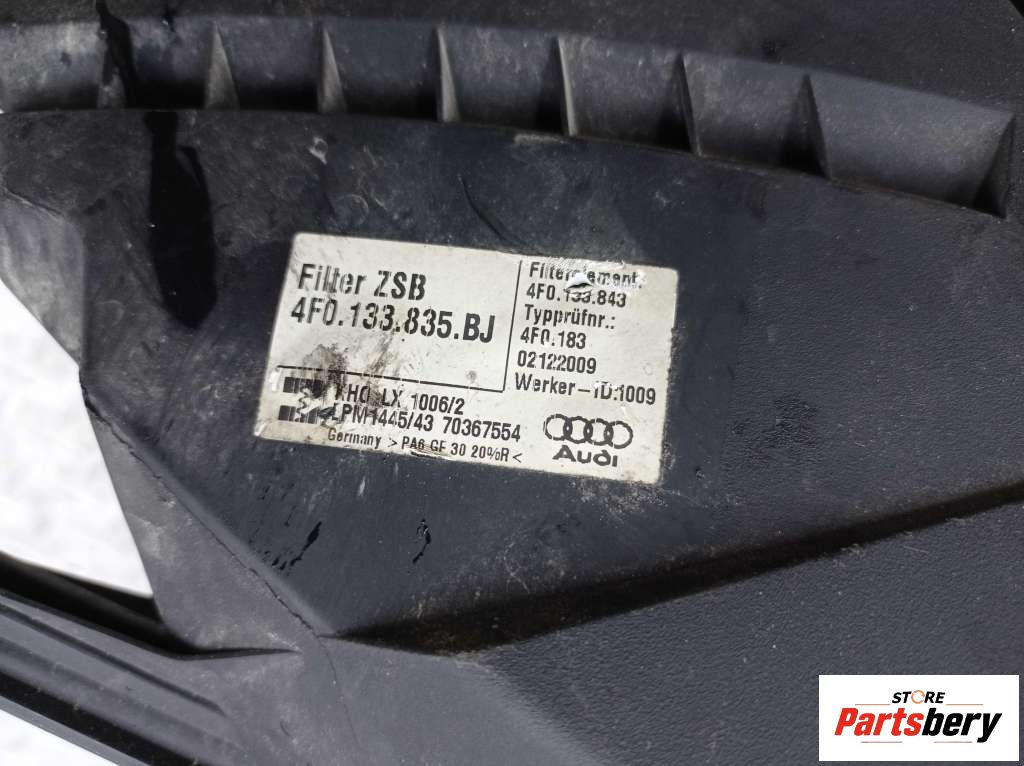 Filter ZSB
4F0.133.835.BJ
Filterelement:
4F0.133.843
Typprüfnr.:
4F0.183
02122009
Werker-ID:1009
LX 1006/2
LPM1445/43 70367554
Germany >PA6 GF 30 20%R<
Audi
STORE
Partsbery